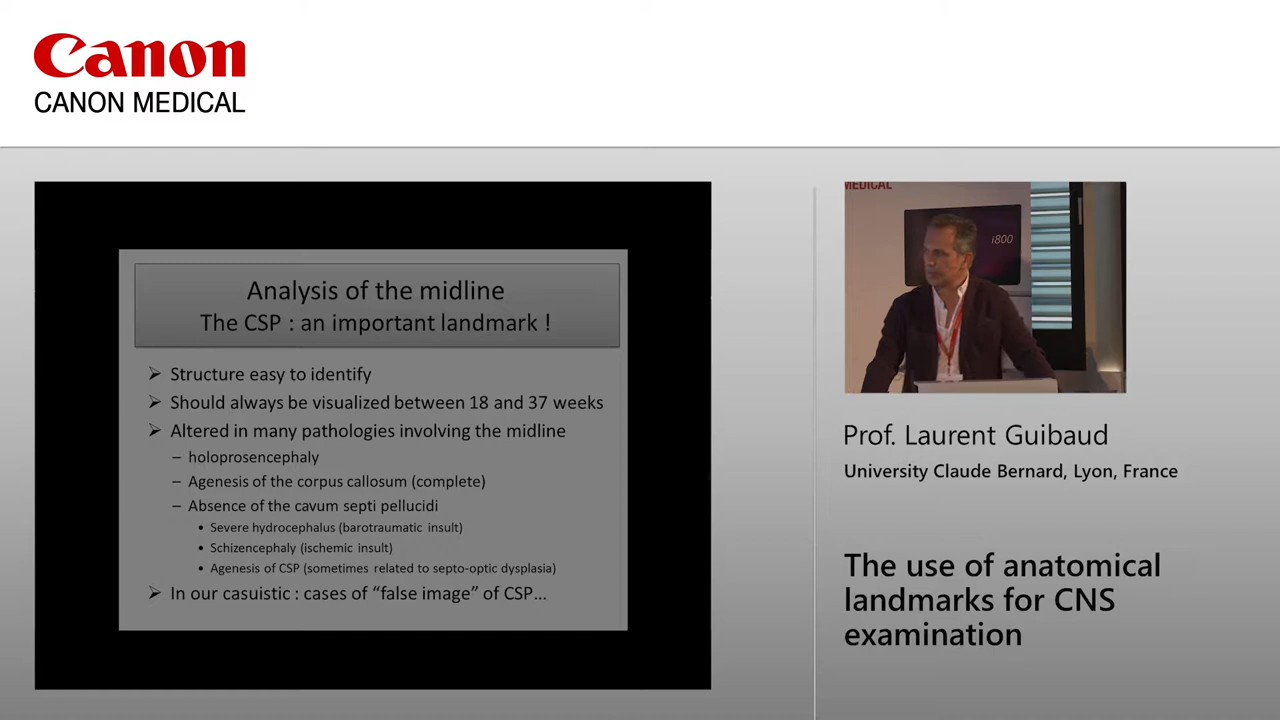 Canon
CANON MEDICAL
MEDICAL
i800
Analysis of the midline
The CSP : an important landmark !
➢ Structure easy to identify
➢ Should always be visualized between 18 and 37 weeks
➢ Altered in many pathologies involving the midline
– holoprosencephaly
– Agenesis of the corpus callosum (complete)
– Absence of the cavum septi pellucidi
• Severe hydrocephalus (barotraumatic insult)
• Schizencephaly (ischemic insult)
• Agenesis of CSP (sometimes related to septo-optic dysplasia)
➢ In our casuistic : cases of “false image” of CSP…
Prof. Laurent Guibaud
University Claude Bernard, Lyon, France
The use of anatomical
landmarks for CNS
examination